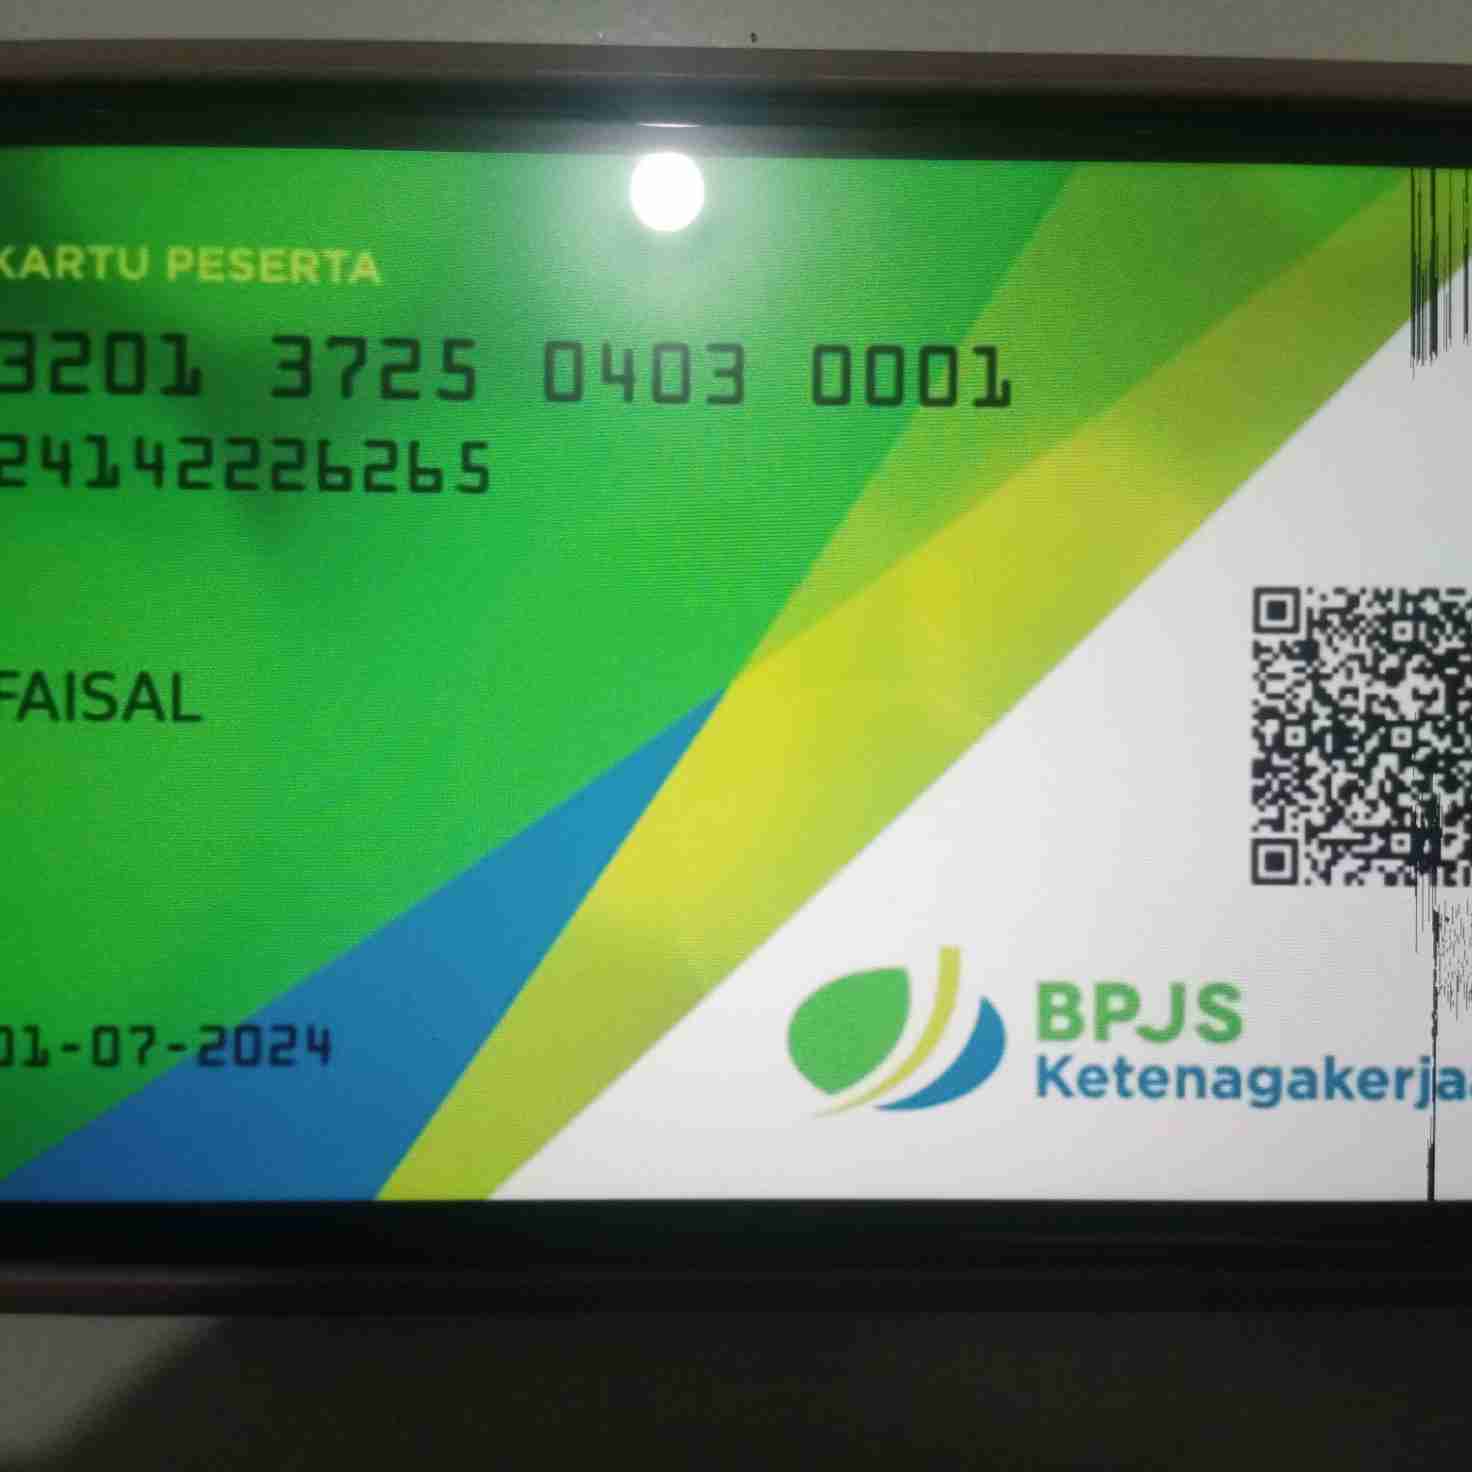 KARTU PESERTA
3201 3725 0403 0001
24142226265
FAISAL
01-07-2024
BPJS
Ketenagakerja